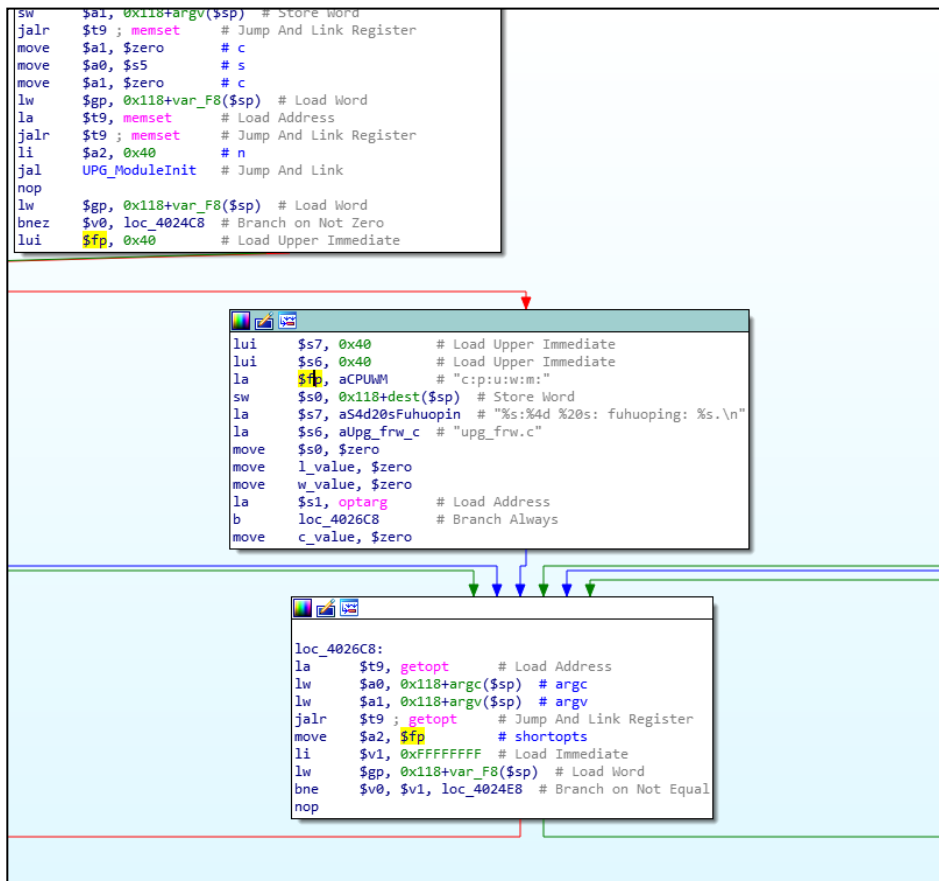 sw $a1, 0x118+argv($sp) # Store Word
jalr $t9 ; memset # Jump And Link Register
move $a1, $zero # c
move $a0, $s5 # s
move $a1, $zero # c
lw $gp, 0x118+var_F8($sp) # Load Word
la $t9, memset # Load Address
jalr $t9 ; memset # Jump And Link Register
li $a2, 0x40 # n
jal UPG_ModuleInit # Jump And Link
nop
lw $gp, 0x118+var_F8($sp) # Load Word
bnez $v0, loc_4024C8 # Branch on Not Zero
lui $fp, 0x40 # Load Upper Immediate
lui $s7, 0x40 # Load Upper Immediate
lui $s6, 0x40 # Load Upper Immediate
la $fp, aCPUWM # "c:p:u:w:m:"
sw $s0, 0x118+dest($sp) # Store Word
la $s7, aS4d20sFuhuopin # "%s:%4d %20s: fuhuoping: %s.\n"
la $s6, aUpg_frw_c # "upg_frw.c"
move $s0, $zero
move l_value, $zero
move w_value, $zero
la $s1, optarg # Load Address
b loc_4026C8 # Branch Always
move c_value, $zero
loc_4026C8:
la $t9, getopt # Load Address
lw $a0, 0x118+argc($sp) # argc
lw $a1, 0x118+argv($sp) # argv
jalr $t9 ; getopt # Jump And Link Register
move $a2, $fp # shortopts
li $v1, 0xFFFFFFFF # Load Immediate
lw $gp, 0x118+var_F8($sp) # Load Word
bne $v0, $v1, loc_4024E8 # Branch on Not Equal
nop